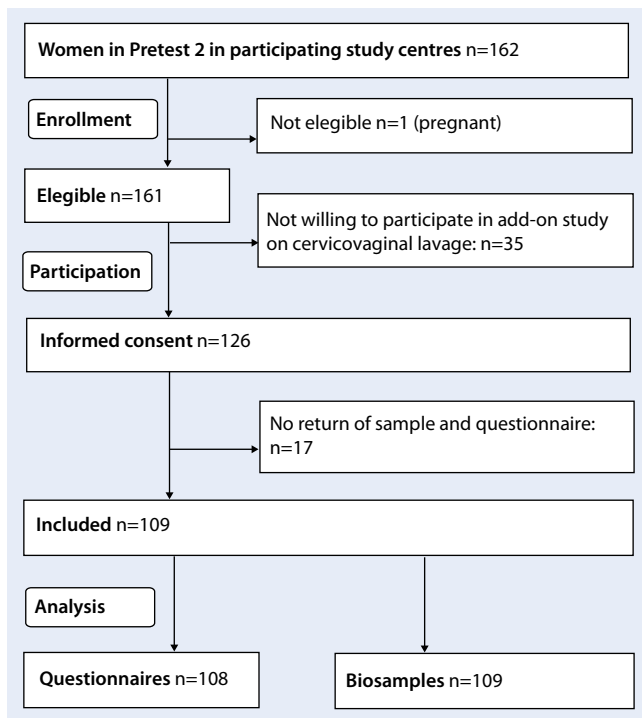 Women in Pretest 2 in participating study centres n=162
Enrollment
Not elegible n=1 (pregnant)
Elegible n=161
Not willing to participate in add-on study
on cervicovaginal lavage: n=35
Participation
Informed consent n=126
No return of sample and questionnaire:
n=17
Included n=109
Analysis
Questionnaires n=108
Biosamples n=109